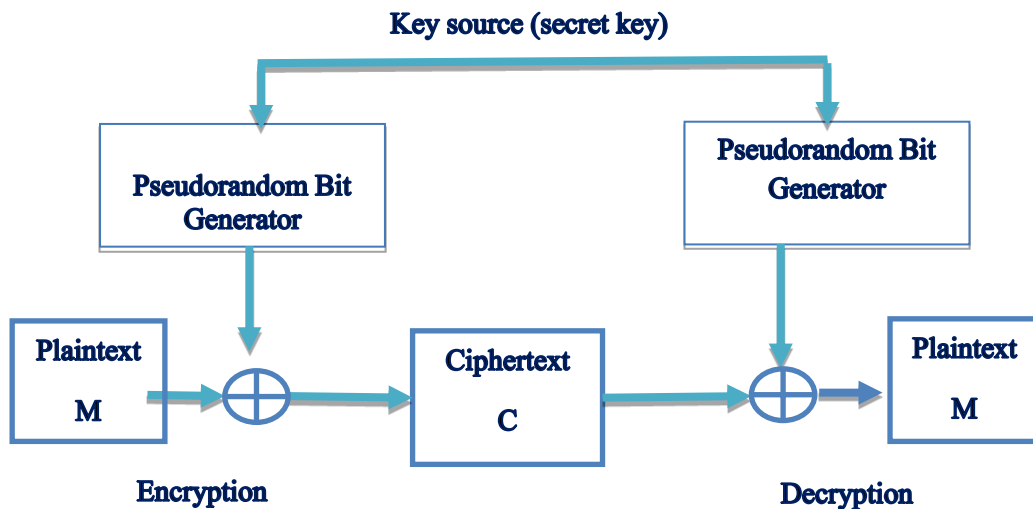 Key source (secret key)
Pseudorandom Bit
Generator
Pseudorandom Bit
Generator
Plaintext
M
Ciphertext
C
Plaintext
M
Encryption
Decryption